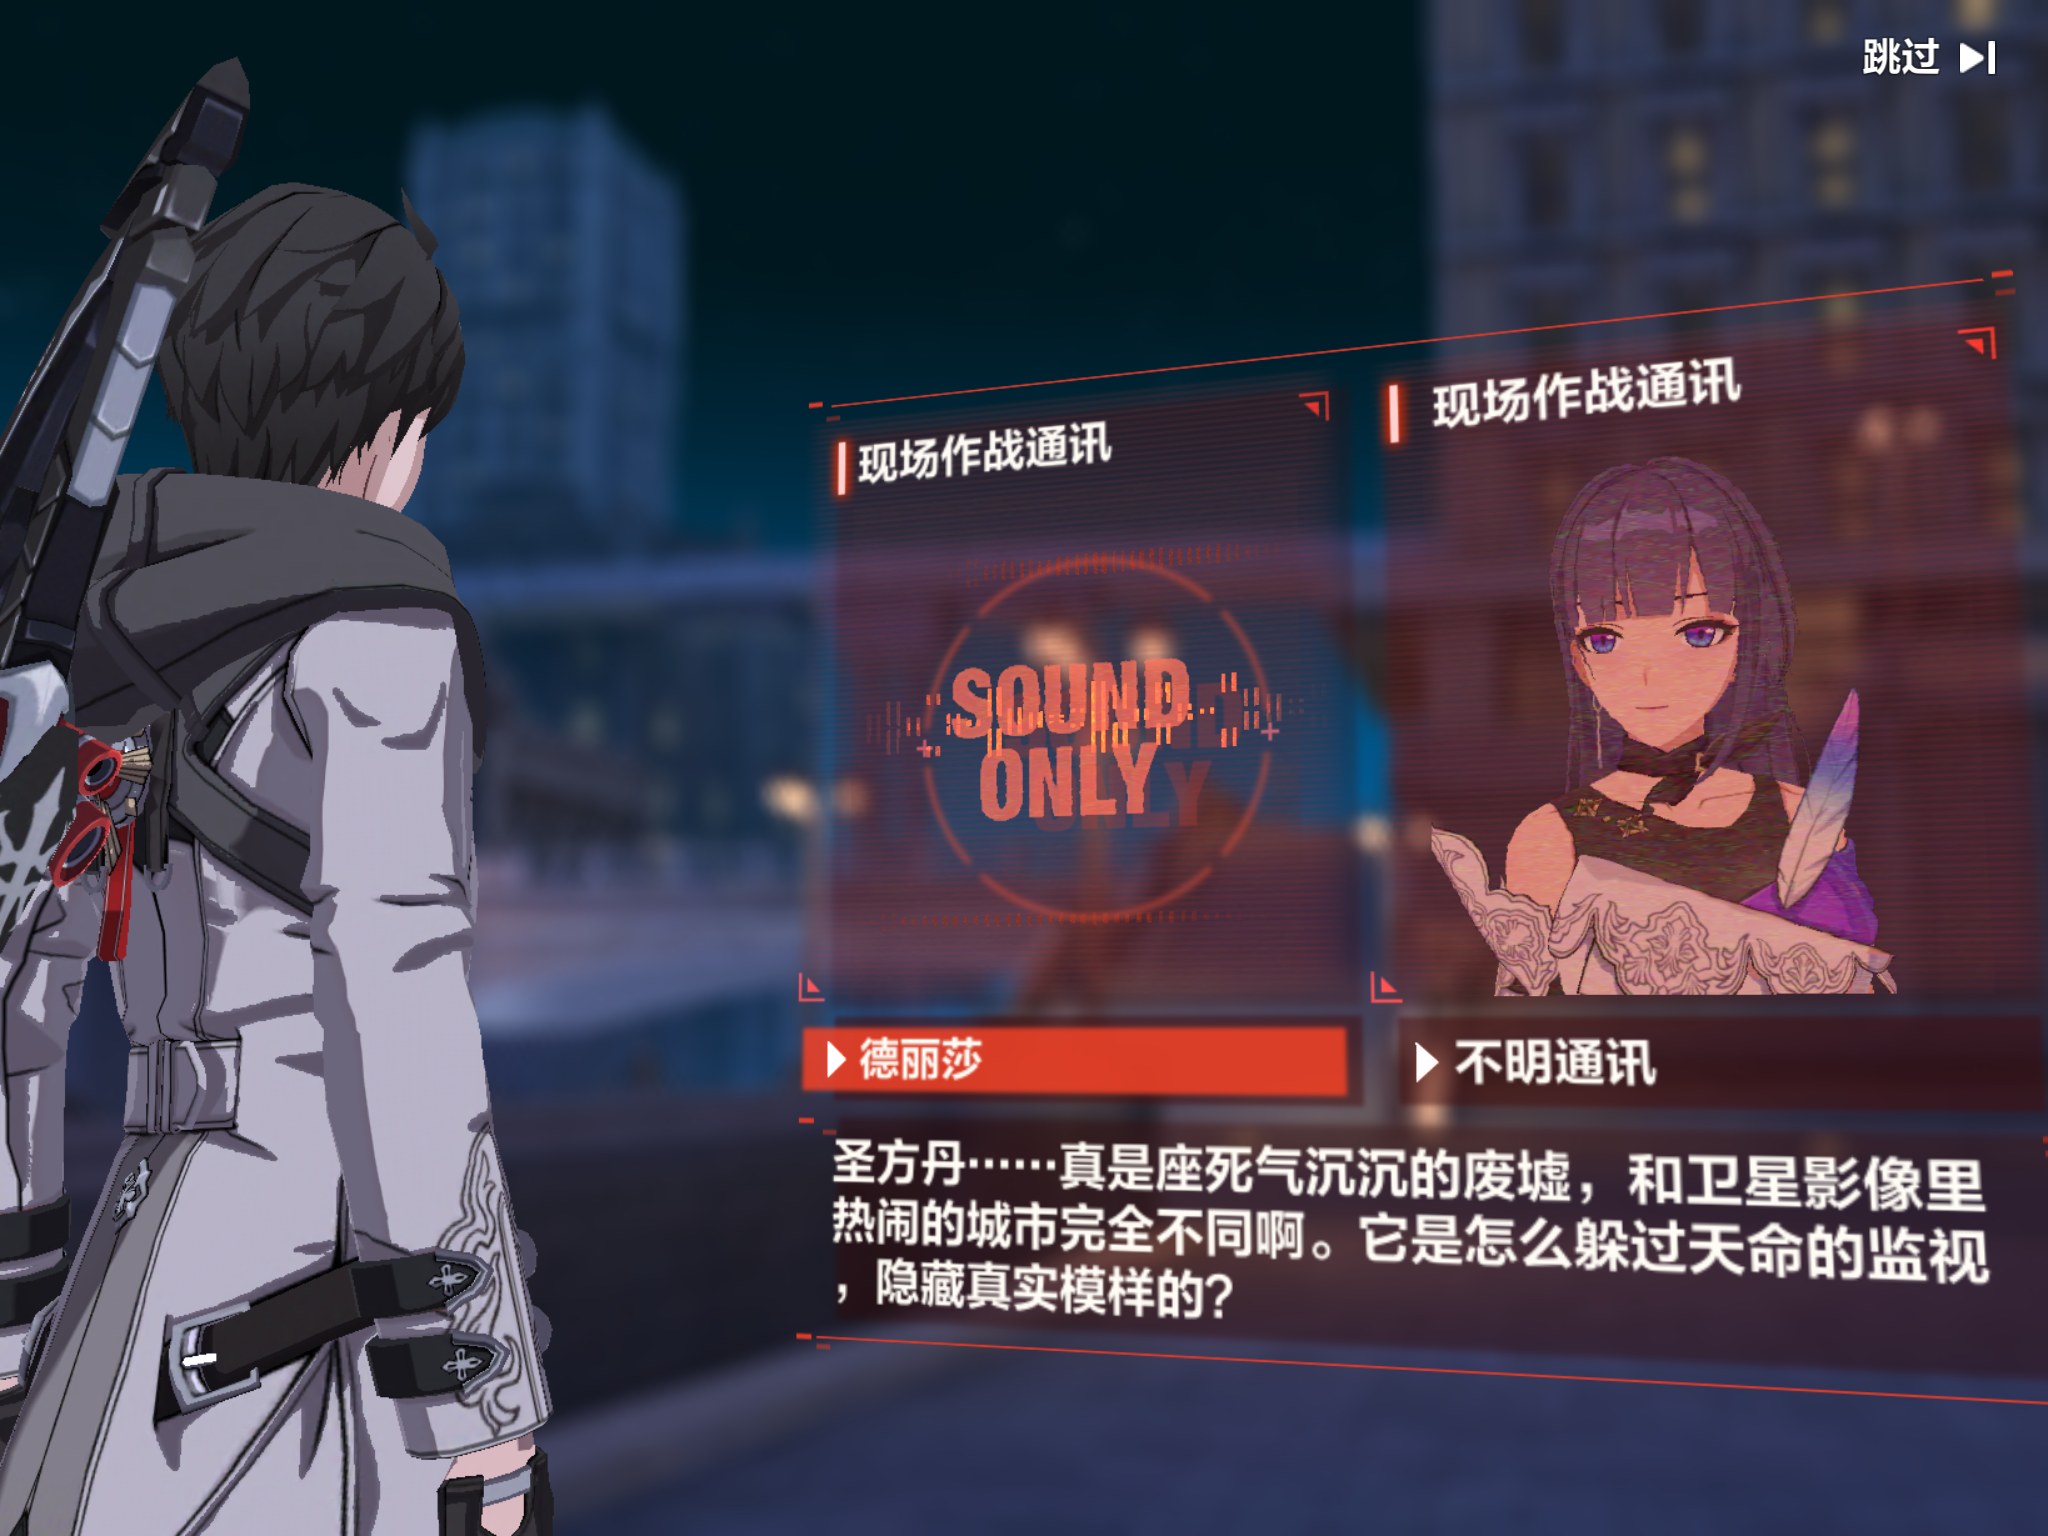 跳过
现场作战通讯
现场作战通讯
SOUND
ONLY
德丽莎
不明通讯
圣方丹……真是座死气沉沉的废墟，和卫星影像里
热闹的城市完全不同啊。它是怎么躲过天命的监视
，隐藏真实模样的?